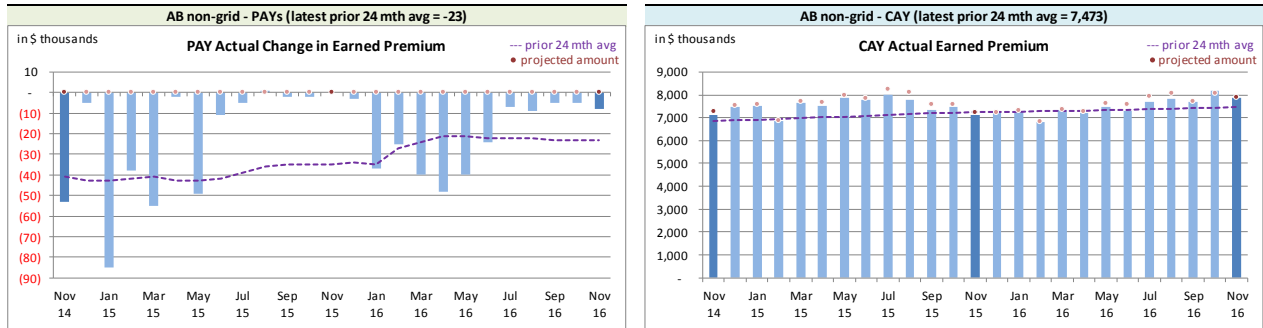 AB non-grid - PAYs (latest prior 24 mth avg = -23)
in $ thousands
PAY Actual Change in Earned Premium
--- prior 24 mth avg
• projected amount
10
-
(10)
(20)
(30)
(40)
(50)
(60)
(70)
(80)
(90)
Nov Jan Mar May Jul Sep Nov Jan Mar May Jul Sep Nov
14 15 15 15 15 15 15 16 16 16 16 16 16
AB non-grid - CAY (latest prior 24 mth avg = 7,473)
in $ thousands
CAY Actual Earned Premium
--- prior 24 mth avg
• projected amount
9,000
8,000
7,000
6,000
5,000
4,000
3,000
2,000
1,000
-
Nov Jan Mar May Jul Sep Nov Jan Mar May Jul Sep Nov
14 15 15 15 15 15 15 16 16 16 16 16 16